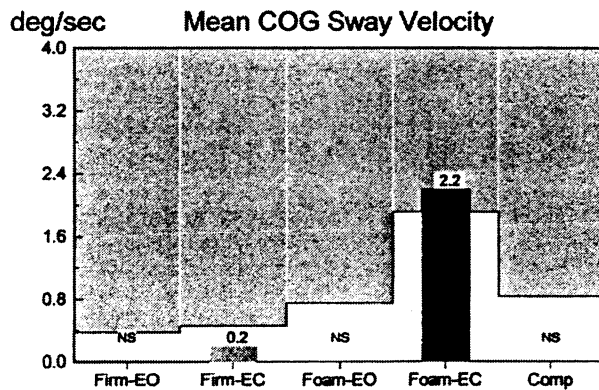 deg/sec Mean COG Sway Velocity
4.0
3.2
2.4
2.2
1.6
0.8
NS 0.2 NS NS
0.0
Firm-EO Firm-EC Foam-EO Foam-EC Comp